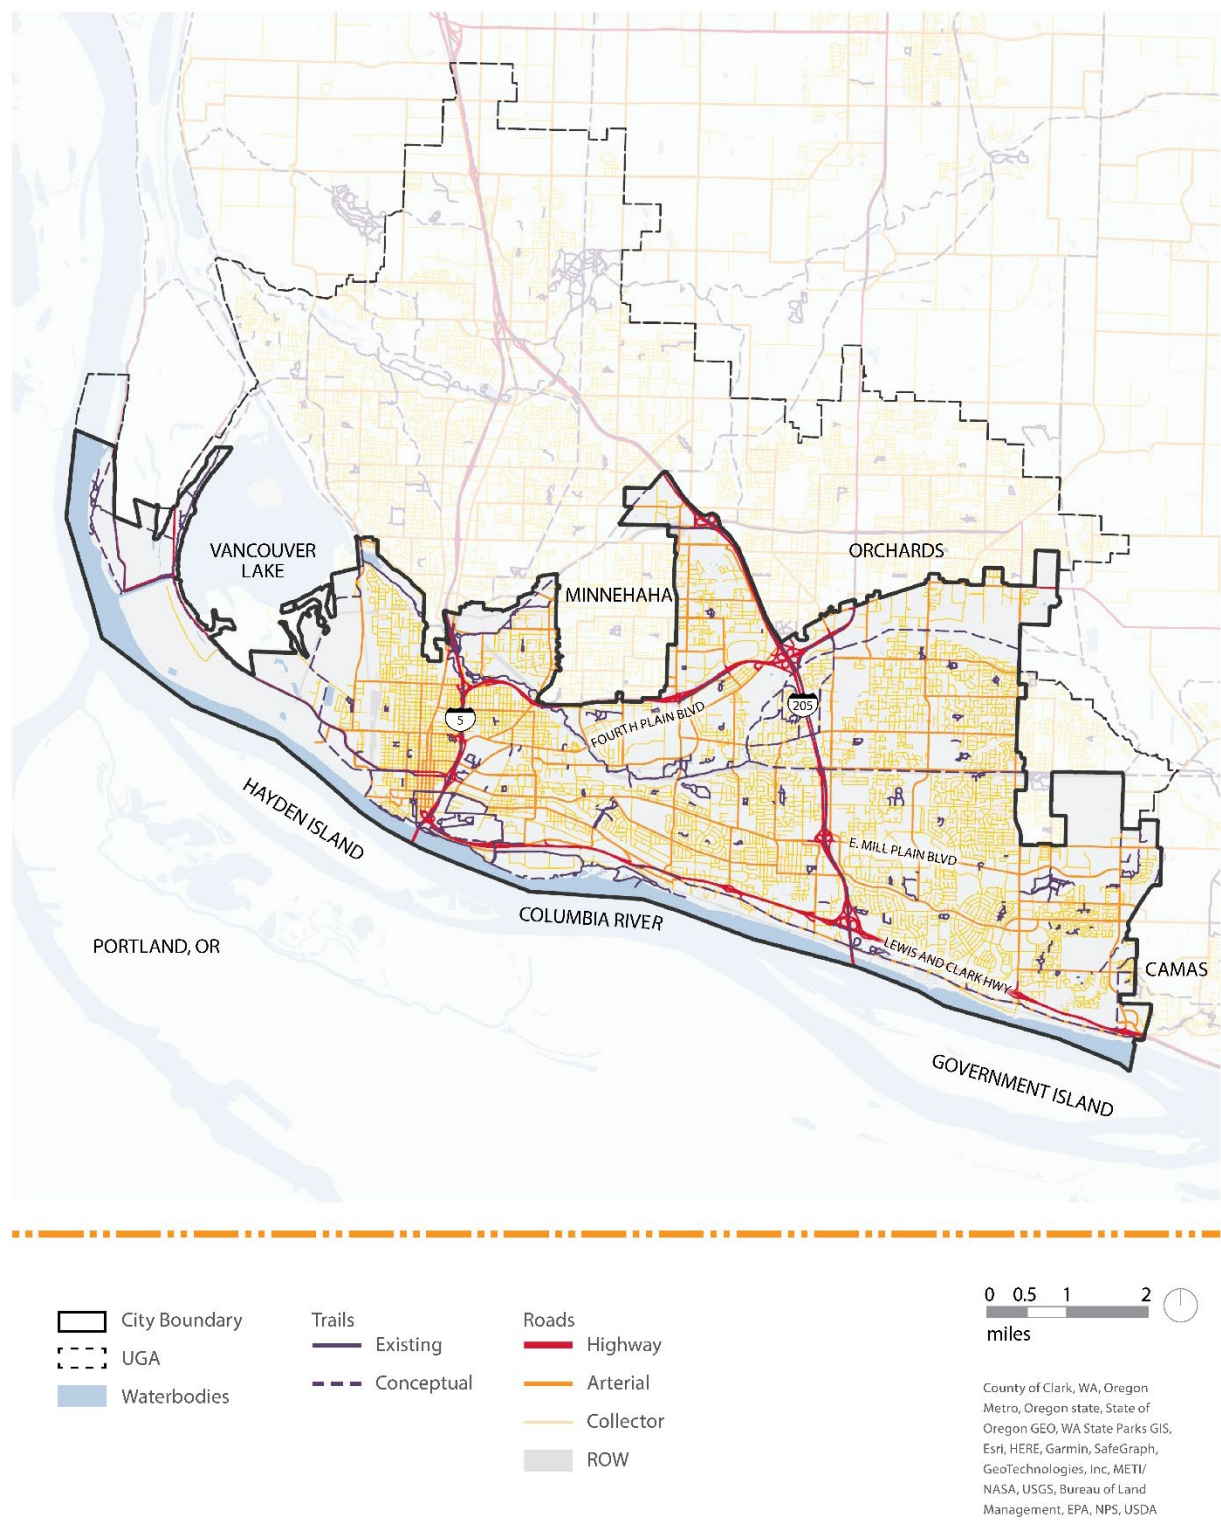 VANCOUVER
LAKE
ORCHARDS
MINNEHAHA
205
5
FOURTH PLAIN BLVD
HAYDEN ISLAND
E. MILL PLAIN BLVD
COLUMBIA RIVER
PORTLAND, OR
LEWIS AND CLARK HWY
CAMAS
GOVERNMENT ISLAND
City Boundary
UGA
Waterbodies
Trails
Existing
Conceptual
Roads
Highway
Arterial
Collector
ROW
0 0.5 1 2
miles
County of Clark, WA, Oregon
Metro, Oregon state, State of
Oregon GEO, WA State Parks GIS,
Esri, HERE, Garmin, SafeGraph,
GeoTechnologies, Inc, METI/
NASA, USGS, Bureau of Land
Management, EPA, NPS, USDA